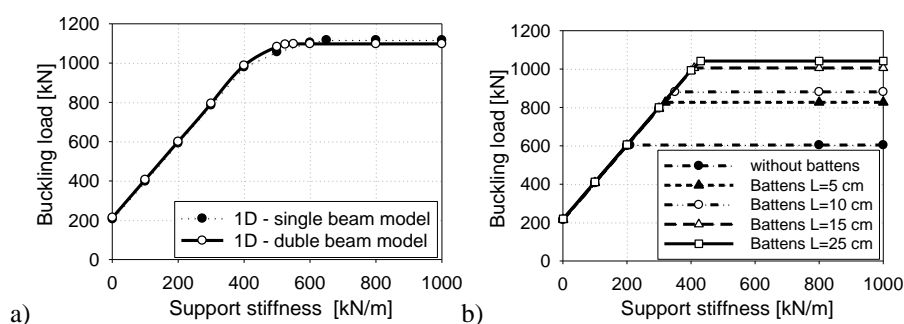 1200
1000
800
600
400
200
0
Buckling load [kN]
1D - single beam model
1D - duble beam model
0 200 400 600 800 1000
Support stiffness [kN/m]
a)
1200
1000
800
600
400
200
0
Buckling load [kN]
without battens
Battens L=5 cm
Battens L=10 cm
Battens L=15 cm
Battens L=25 cm
0 200 400 600 800 1000
Support stiffness [kN/m]
b)